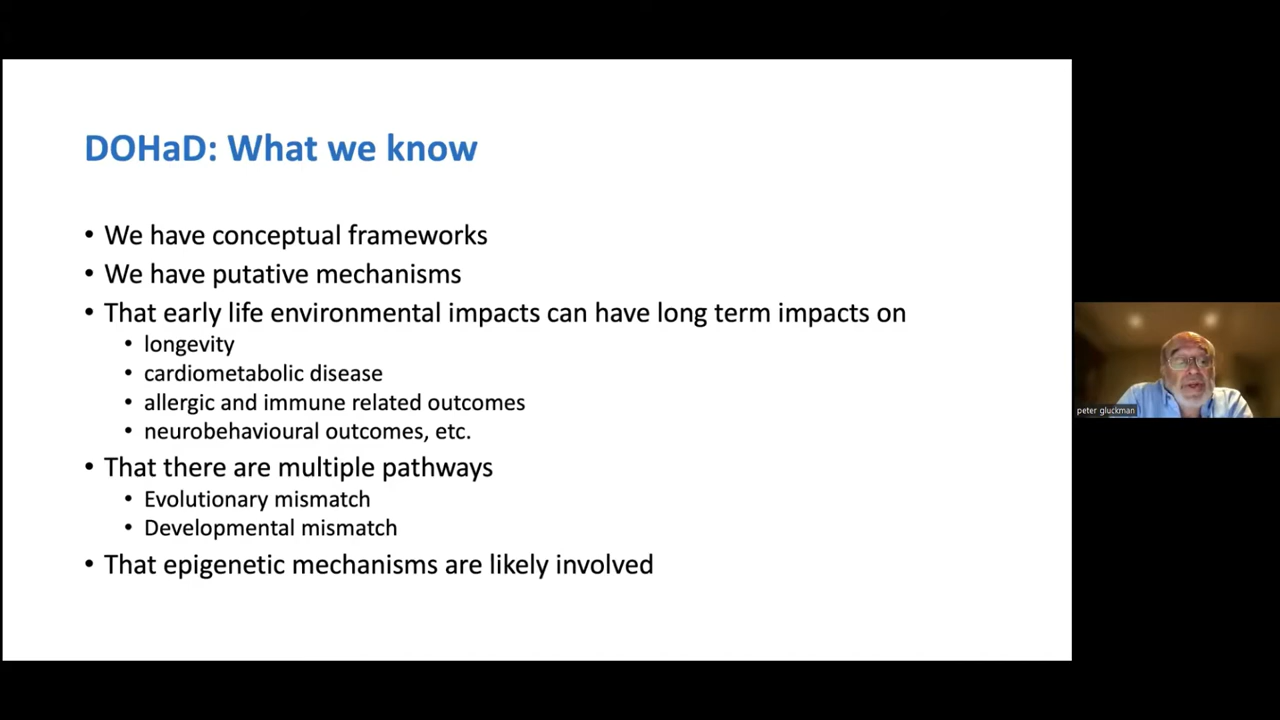 DOHaD: What we know
• We have conceptual frameworks
• We have putative mechanisms
• That early life environmental impacts can have long term impacts on
• longevity
• cardiometabolic disease
• allergic and immune related outcomes
• neurobehavioural outcomes, etc.
• That there are multiple pathways
• Evolutionary mismatch
• Developmental mismatch
• That epigenetic mechanisms are likely involved
peter gluckman